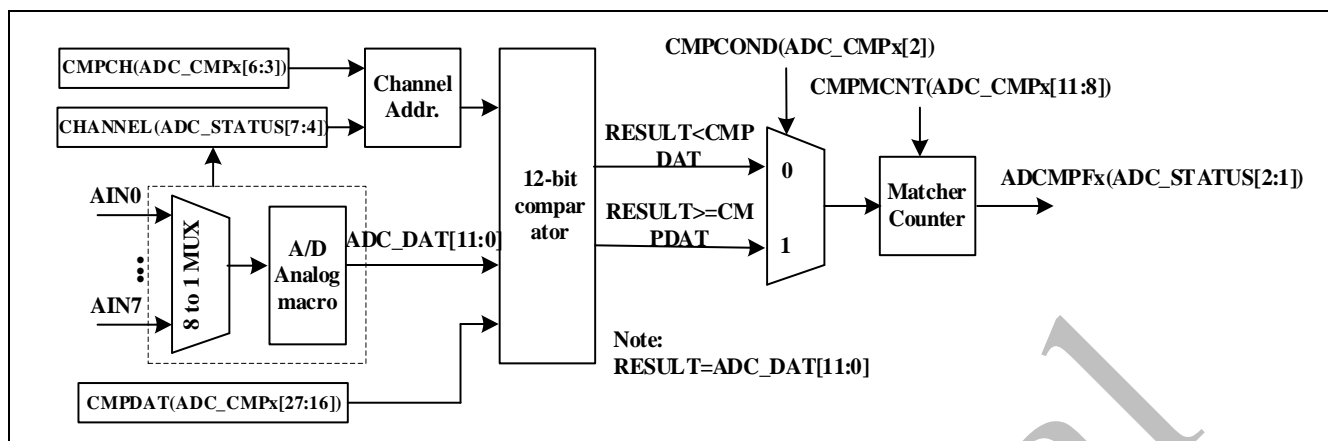 CMPCOND(ADC_CMPx[2])
CMPCH(ADC_CMPx[6:3])
Channel
Addr.
CMPMCNT(ADC_CMPx[11:8])
CHANNEL(ADC_STATUS[7:4])
RESULT<CMP
DAT
0
12-bit
compar
ator
Matcher
Counter
ADCMPFx(ADC_STATUS[2:1])
AIN0
...
AIN7
8 to 1 MUX
A/D
Analog
macro
ADC_DAT[11:0]
RESULT>=CM
PDAT
1
Note:
RESULT=ADC_DAT[11:0]
CMPDAT(ADC_CMPx[27:16])